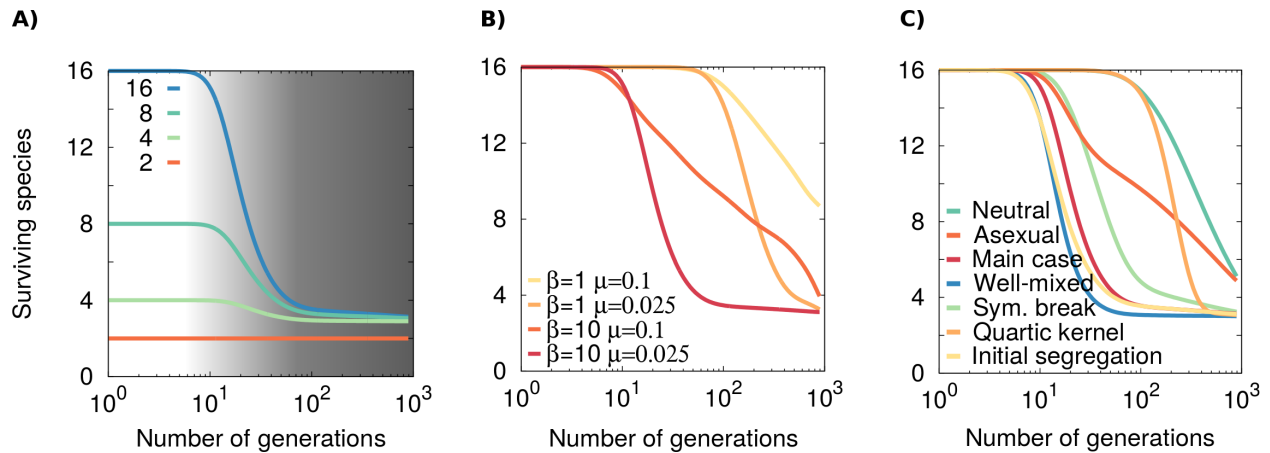 A)
Surviving species
16
12
8
4
0
16
8
4
2
10^0
10^1
10^2
10^3
Number of generations
B)
16
12
8
4
0
β=1 μ=0.1
β=1 μ=0.025
β=10 μ=0.1
β=10 μ=0.025
10^0
10^1
10^2
10^3
Number of generations
C)
16
12
8
4
0
Neutral
Asexual
Main case
Well-mixed
Sym. break
Quartic kernel
Initial segregation
10^0
10^1
10^2
10^3
Number of generations